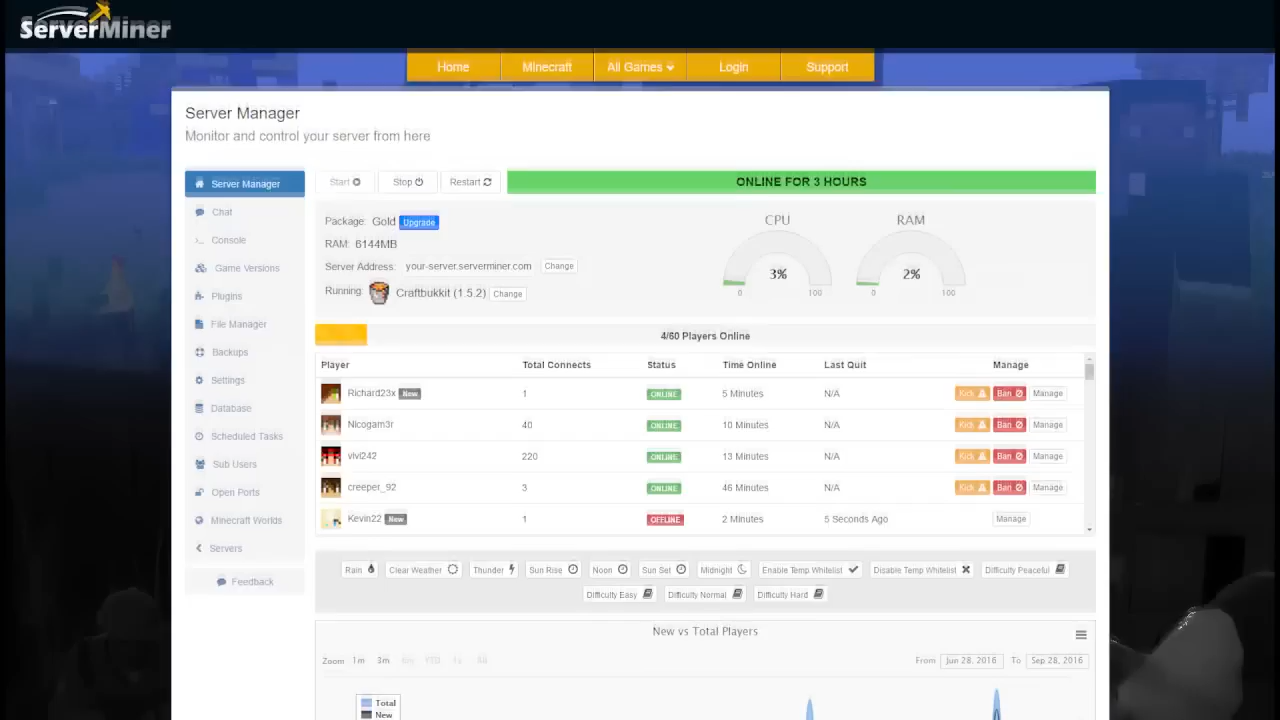 ServerMiner
Home Minecraft All Games Login Support
Server Manager
Monitor and control your server from here
Server Manager
Chat
Console
Game Versions
Plugins
File Manager
Backups
Settings
Database
Scheduled Tasks
Sub Users
Open Ports
Minecraft Worlds
Servers
Feedback
Start Stop Restart ONLINE FOR 3 HOURS
Package: Gold Upgrade
RAM: 6144MB
Server Address: your-server.serverminer.com Change
Running: Craftbukkit (1.5.2) Change
CPU RAM
3% 2%
0 100 0 100
4/60 Players Online
Player Total Connects Status Time Online Last Quit Manage
Richard23x New 1 ONLINE 5 Minutes N/A Kick Ban Manage
Nicogam3r 40 ONLINE 10 Minutes N/A Kick Ban Manage
vivi242 220 ONLINE 13 Minutes N/A Kick Ban Manage
creeper_92 3 ONLINE 46 Minutes N/A Kick Ban Manage
Kevin22 New 1 OFFLINE 2 Minutes 5 Seconds Ago Manage
Rain Clear Weather Thunder Sun Rise Noon Sun Set Midnight Enable Temp Whitelist Disable Temp Whitelist Difficulty Peaceful
Difficulty Easy Difficulty Normal Difficulty Hard
New vs Total Players
Zoom 1m 3m 6m YTD 1y All From Jun 28, 2016 To Sep 28, 2016
Total
New